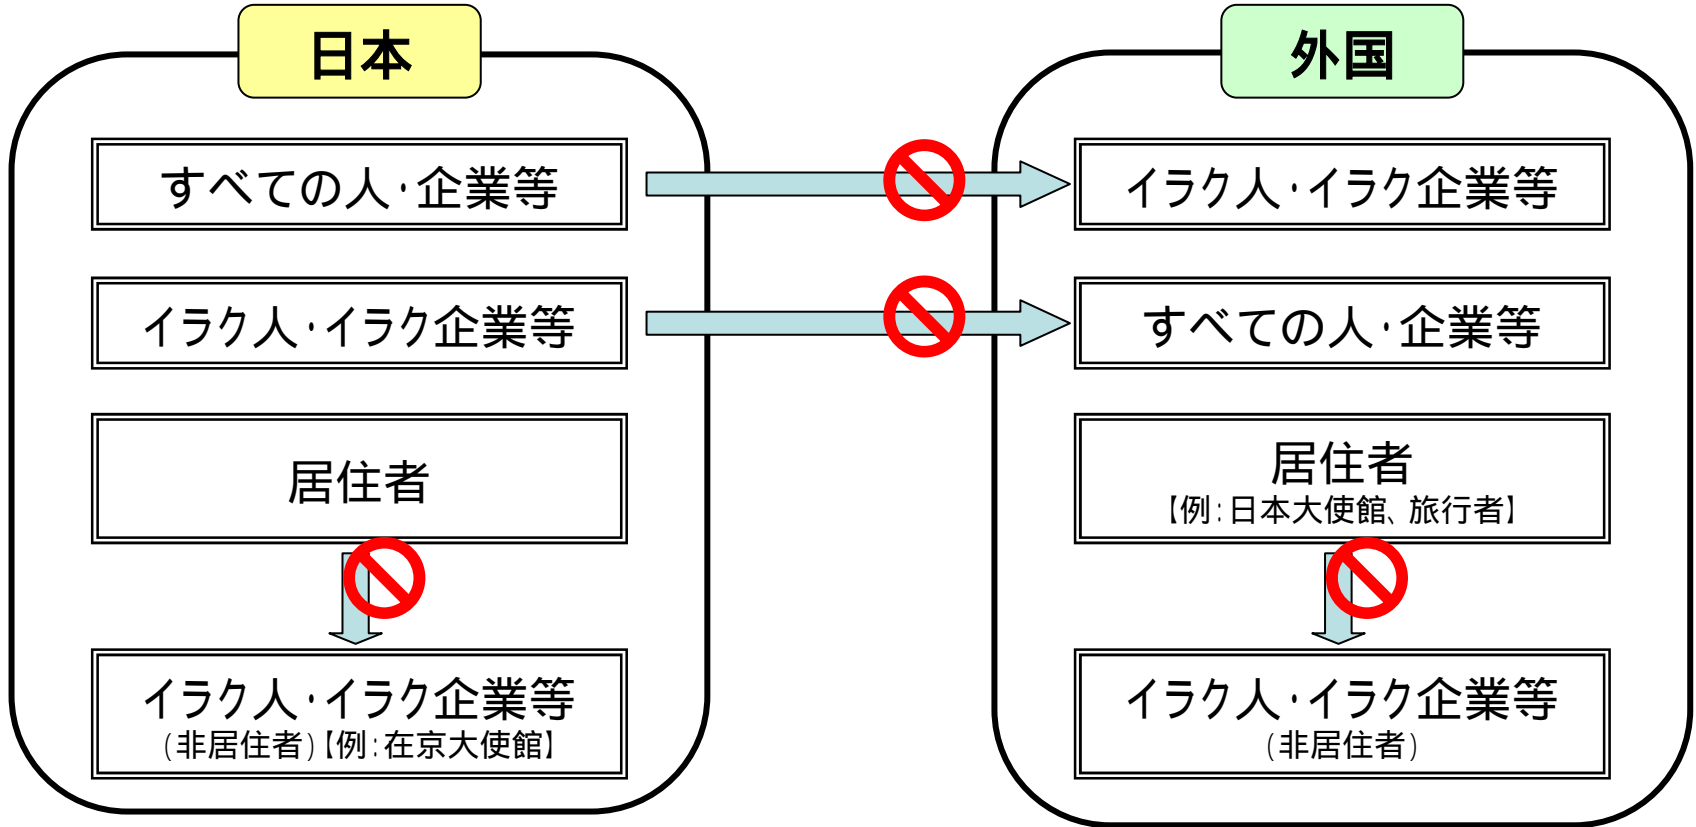 日本
すべての人・企業等
イラク人・イラク企業等
居住者
イラク人・イラク企業等
(非居住者)【例:在京大使館】
外国
イラク人・イラク企業等
すべての人・企業等
居住者
【例:日本大使館、旅行者】
イラク人・イラク企業等
(非居住者)